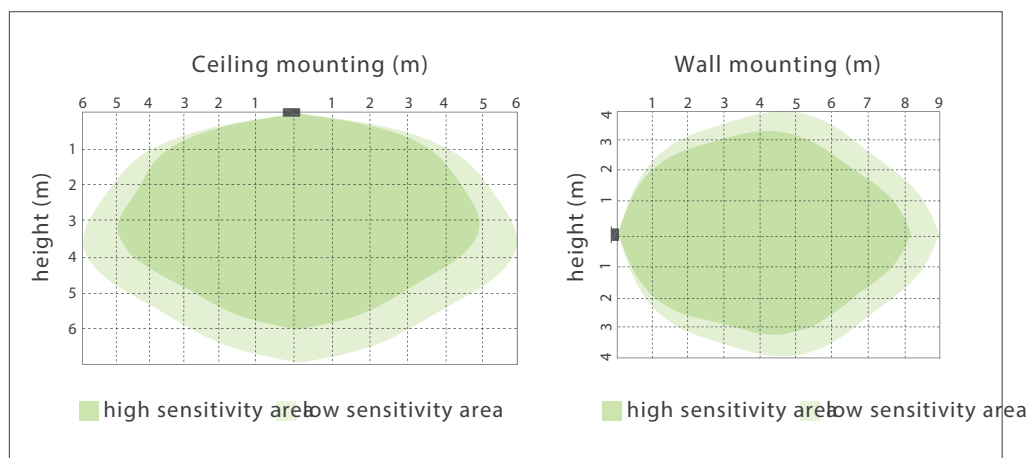 Ceiling mounting (m)
6 5 4 3 2 1 1 2 3 4 5 6
height (m)
1
2
3
4
5
6
high sensitivity area
low sensitivity area
Wall mounting (m)
1 2 3 4 5 6 7 8 9
height (m)
4
3
2
1
1
2
3
4
high sensitivity area
low sensitivity area